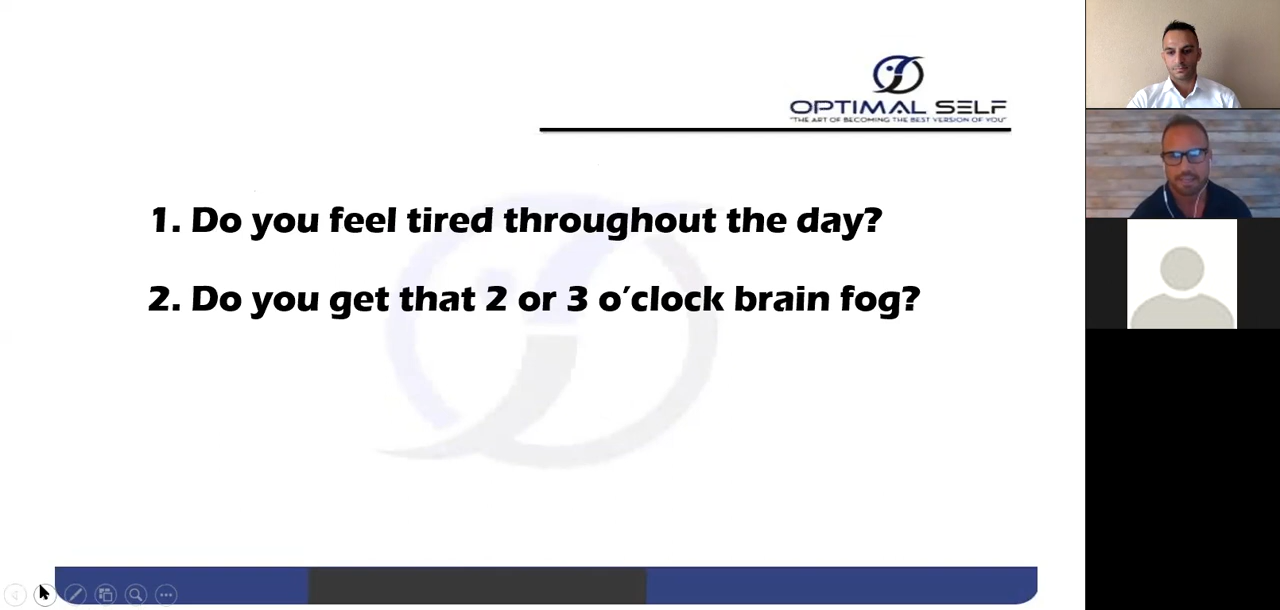 OPTIMAL SELF
"THE ART OF BECOMING THE BEST VERSION OF YOU"
1. Do you feel tired throughout the day?
2. Do you get that 2 or 3 o'clock brain fog?